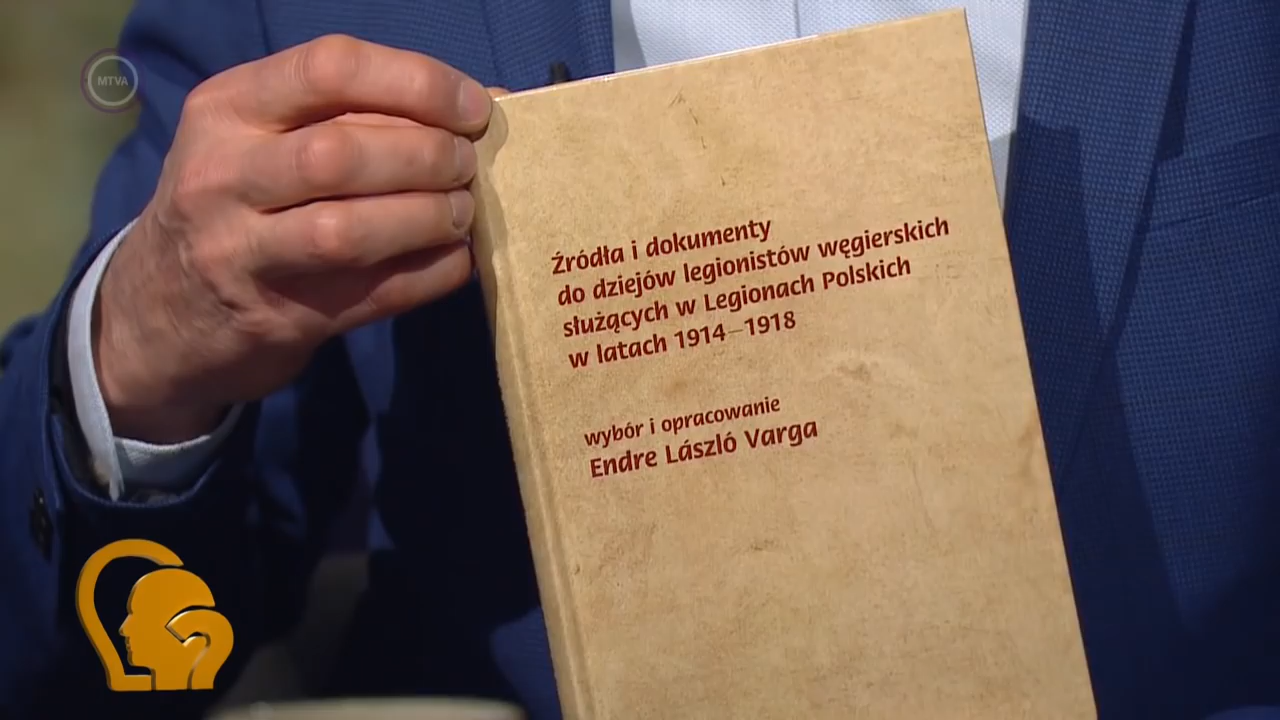 MTVA
Źródła i dokumenty
do dziejów legionistów węgierskich
służących w Legionach Polskich
w latach 1914–1918
wybór i opracowanie
Endre László Varga